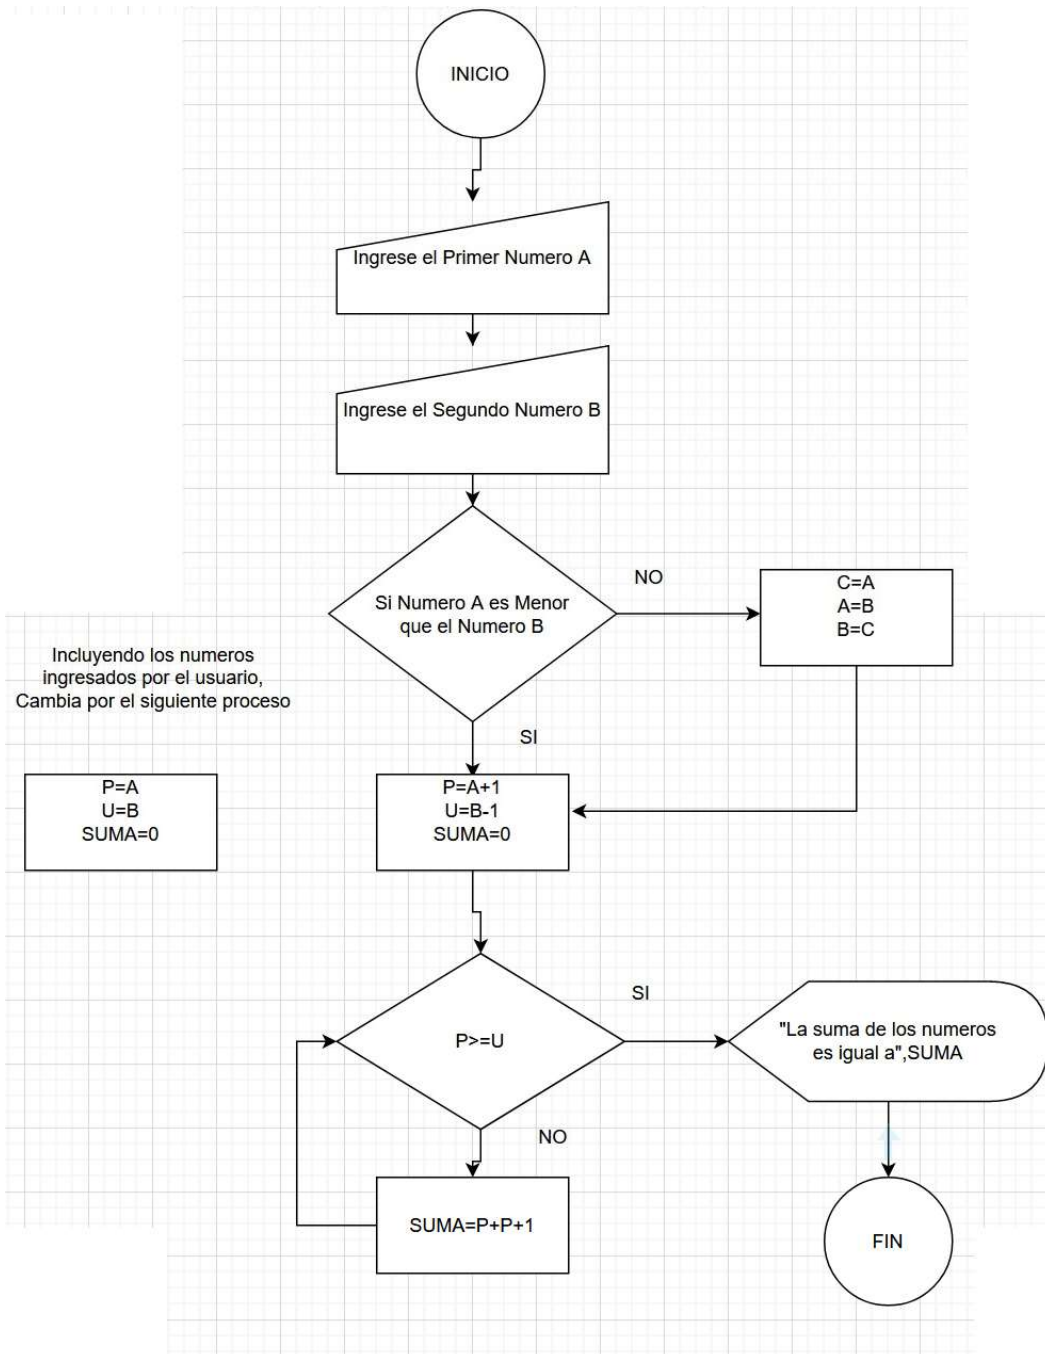 INICIO
Ingrese el Primer Numero A
Ingrese el Segundo Numero B
Si Numero A es Menor
que el Numero B
NO
C=A
A=B
B=C
Incluyendo los numeros
ingresados por el usuario,
Cambia por el siguiente proceso
SI
P=A
U=B
SUMA=0
P=A+1
U=B-1
SUMA=0
P>=U
SI
"La suma de los numeros
es igual a",SUMA
NO
SUMA=P+P+1
FIN